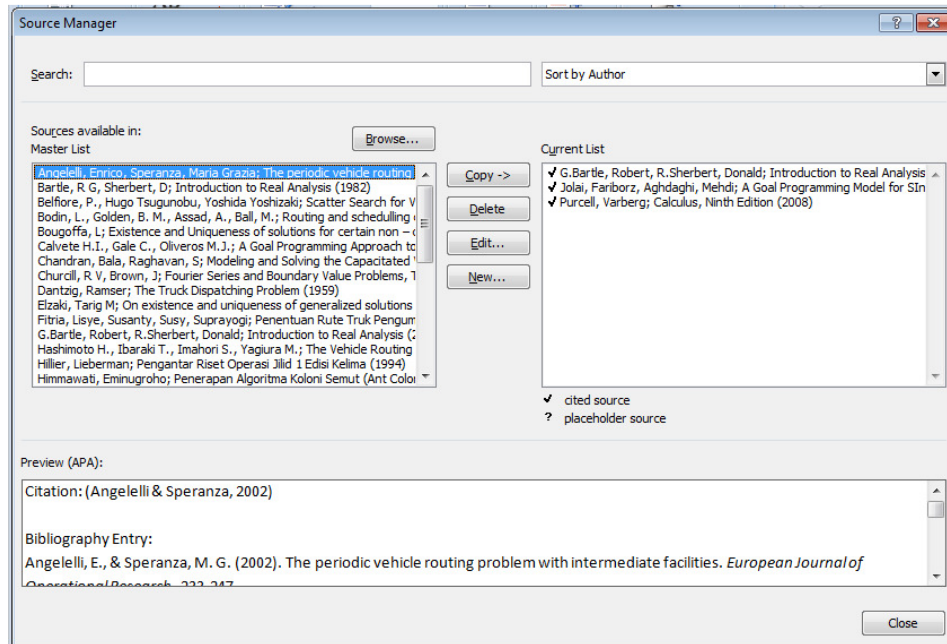 Source Manager
Search:
Sort by Author
Sources available in:
Master List
Browse...
Current List
Angelelli, Enrico, Speranza, Maria Grazia; The periodic vehicle routing
Bartle, R G, Sherbert, D; Introduction to Real Analysis (1982)
Belfiore, P., Hugo Tsugunobu, Yoshida Yoshizaki; Scatter Search for V
Bodin, L., Golden, B. M., Assad, A., Ball, M.; Routing and schedulling
Bougoffa, L; Existence and Uniqueness of solutions for certain non –
Calvete H.I., Gale C., Oliveros M.J.; A Goal Programming Approach to
Chandran, Bala, Raghavan, S; Modeling and Solving the Capacitated
Churcill, R V, Brown, J; Fourier Series and Boundary Value Problems, T
Dantzig, Ramser; The Truck Dispatching Problem (1959)
Elzaki, Tarig M; On existence and uniqueness of generalized solutions
Fitria, Lisye, Susanty, Susy, Suprayogi; Penentuan Rute Truk Pengum
G.Bartle, Robert, R.Sherbert, Donald; Introduction to Real Analysis (2
Hashimoto H., Ibaraki T., Imahori S., Yagiura M.; The Vehicle Routing
Hillier, Lieberman; Pengantar Riset Operasi Jilid 1 Edisi Kelima (1994)
Himmawati, Eminugroho; Penerapan Algoritma Koloni Semut (Ant Color
Copy ->
Delete
Edit...
New...
✓ G.Bartle, Robert, R.Sherbert, Donald; Introduction to Real Analysis
✓ Jolai, Fariborz, Aghdaghi, Mehdi; A Goal Programming Model for SIn
✓ Purcell, Varberg; Calculus, Ninth Edition (2008)
✓ cited source
? placeholder source
Preview (APA):
Citation: (Angelelli & Speranza, 2002)
Bibliography Entry:
Angelelli, E., & Speranza, M. G. (2002). The periodic vehicle routing problem with intermediate facilities. European Journal of
Operational Research, 233-247.
Close